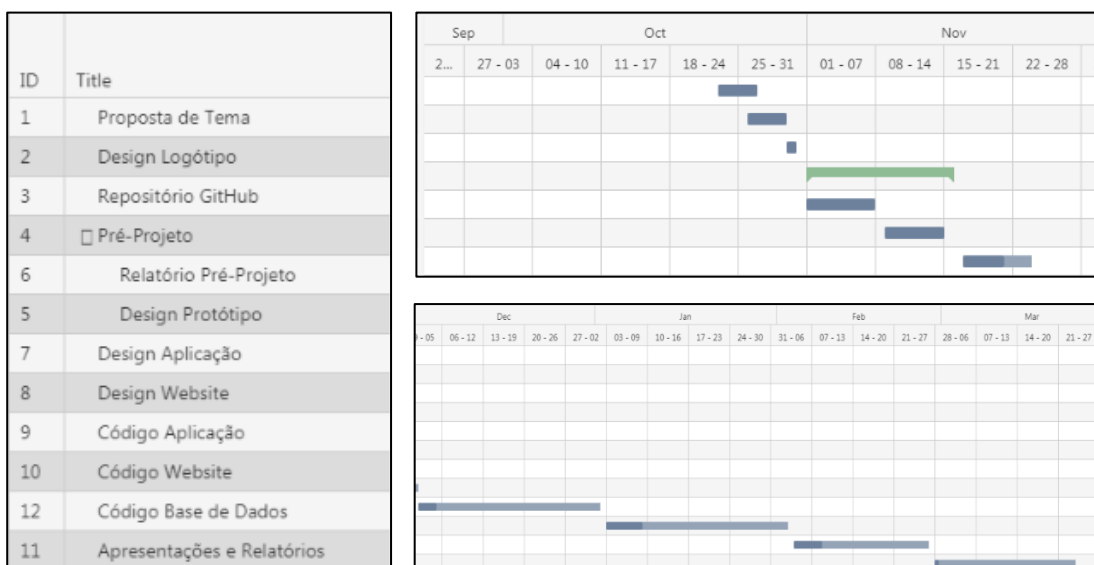 ID Title
1 Proposta de Tema
2 Design Logótipo
3 Repositório GitHub
4 Pré-Projeto
6 Relatório Pré-Projeto
5 Design Protótipo
7 Design Aplicação
8 Design Website
9 Código Aplicação
10 Código Website
12 Código Base de Dados
11 Apresentações e Relatórios
Sep Oct Nov
2... 27 - 03 04 - 10 11 - 17 18 - 24 25 - 31 01 - 07 08 - 14 15 - 21 22 - 28
Dec Jan Feb Mar
- 05 06 - 12 13 - 19 20 - 26 27 - 02 03 - 09 10 - 16 17 - 23 24 - 30 31 - 06 07 - 13 14 - 20 21 - 27 28 - 06 07 - 13 14 - 20 21 - 27